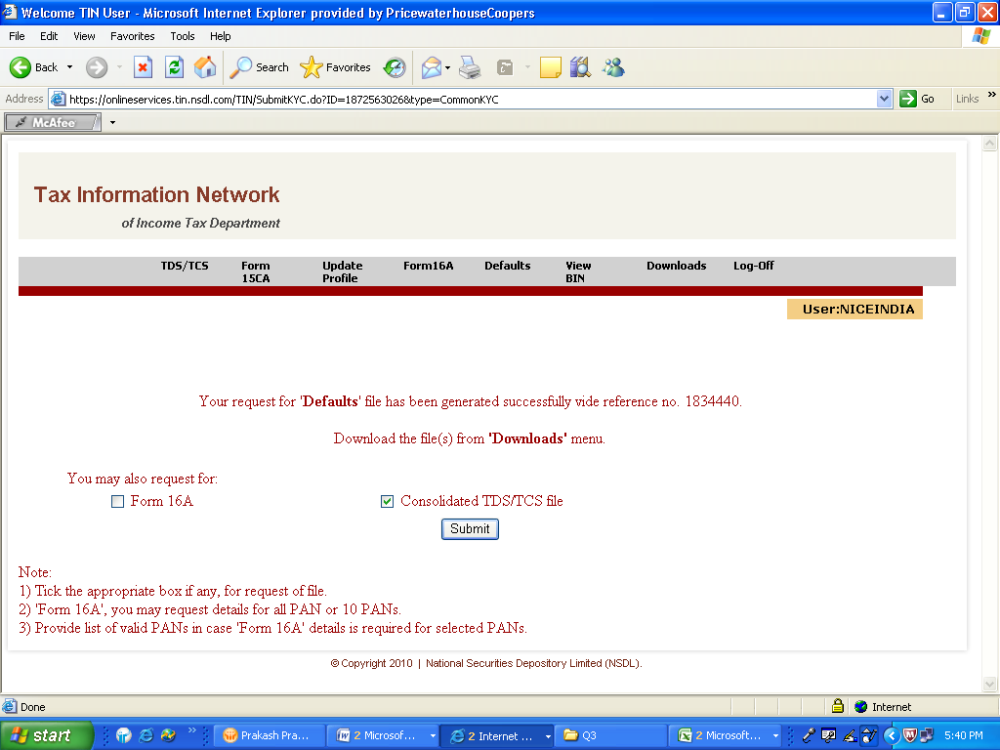 Welcome TIN User - Microsoft Internet Explorer provided by PricewaterhouseCoopers
File Edit View Favorites Tools Help
Back Search Favorites
Address https://onlineservices.tin.nsdl.com/TIN/SubmitKYC.do?ID=1872563026&type=CommonKYC Go Links »
McAfee
Tax Information Network
of Income Tax Department
TDS/TCS Form 15CA Update Profile Form16A Defaults View BIN Downloads Log-Off
User:NICEINDIA
Your request for 'Defaults' file has been generated successfully vide reference no. 1834440.
Download the file(s) from 'Downloads' menu.
You may also request for:
Form 16A Consolidated TDS/TCS file
Submit
Note:
1) Tick the appropriate box if any, for request of file.
2) 'Form 16A', you may request details for all PAN or 10 PANs.
3) Provide list of valid PANs in case 'Form 16A' details is required for selected PANs.
© Copyright 2010 | National Securities Depository Limited (NSDL).
Done Internet
start » Prakash Pra... 2 Microsof... 2 Internet ... Q3 2 Microsoft... 5:40 PM